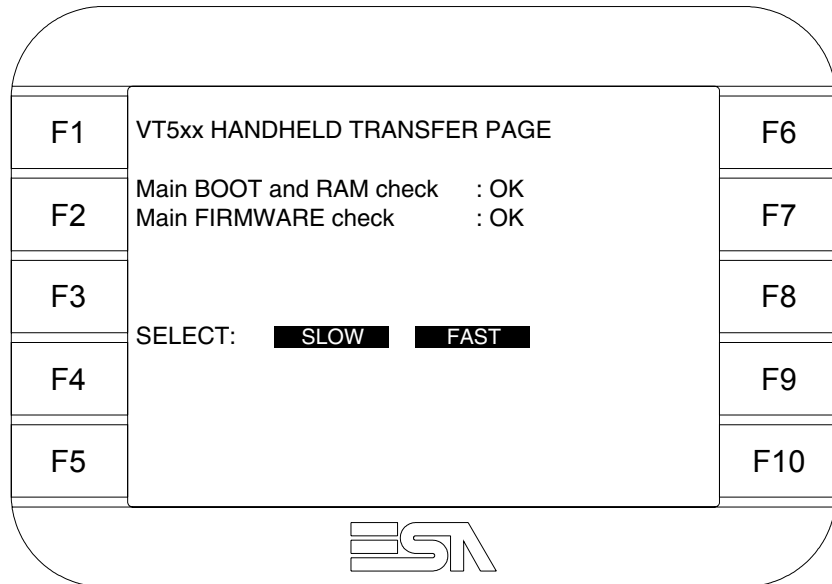 VT5xx HANDHELD TRANSFER PAGE
Main BOOT and RAM check : OK
Main FIRMWARE check : OK
SELECT: SLOW FAST
F1
F2
F3
F4
F5
F6
F7
F8
F9
F10
ESA